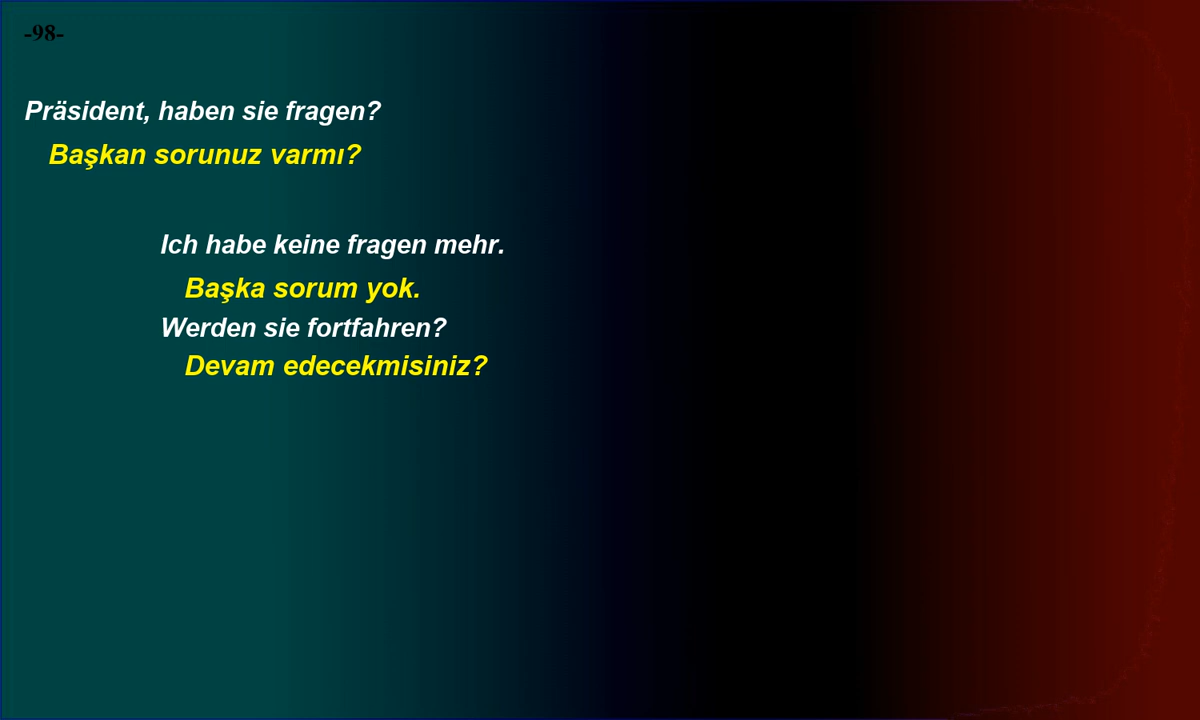 -98-
Präsident, haben sie fragen?
Başkan sorunuz varmı?
Ich habe keine fragen mehr.
Başka sorum yok.
Werden sie fortfahren?
Devam edecekmisiniz?